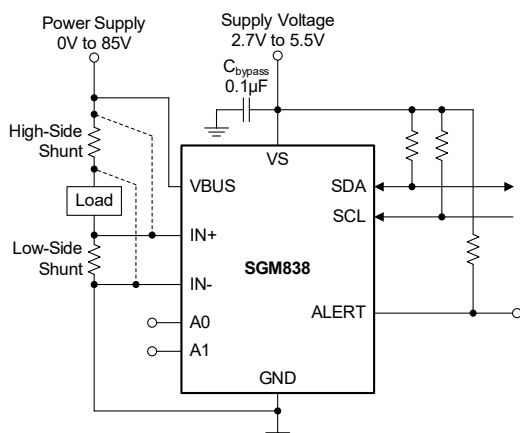 Power Supply
0V to 85V
Supply Voltage
2.7V to 5.5V
Cbypass
0.1µF
High-Side
Shunt
Load
Low-Side
Shunt
VS
VBUS
SDA
SCL
IN+
SGM838
IN-
ALERT
A0
A1
GND